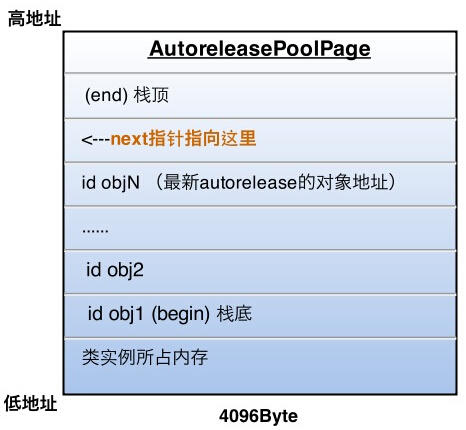 高地址
AutoreleasePoolPage
(end) 栈顶
<---next指针指向这里
id objN （最新autorelease的对象地址）
......
id obj2
id obj1 (begin) 栈底
类实例所占内存
低地址
4096Byte